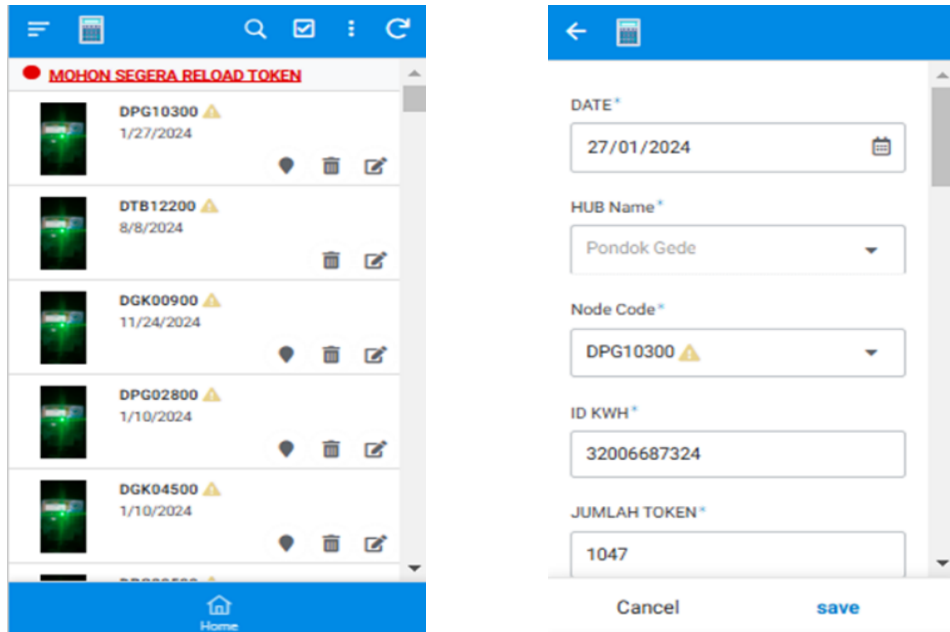 MOHON SEGERA RELOAD TOKEN
DPG10300
1/27/2024
DTB12200
8/8/2024
DGK00900
11/24/2024
DPG02800
1/10/2024
DGK04500
1/10/2024
Home
DATE*
27/01/2024
HUB Name*
Pondok Gede
Node Code*
DPG10300
ID KWH*
32006687324
JUMLAH TOKEN*
1047
Cancel
save